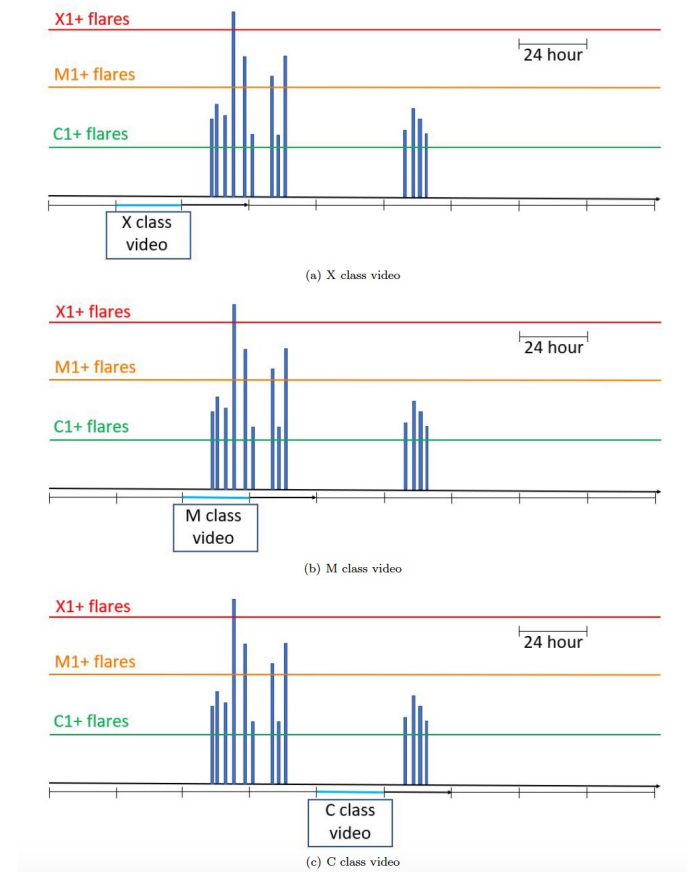 X1+ flares
24 hour
M1+ flares
C1+ flares
X class
video
(a) X class video
X1+ flares
24 hour
M1+ flares
C1+ flares
M class
video
(b) M class video
X1+ flares
24 hour
M1+ flares
C1+ flares
C class
video
(c) C class video